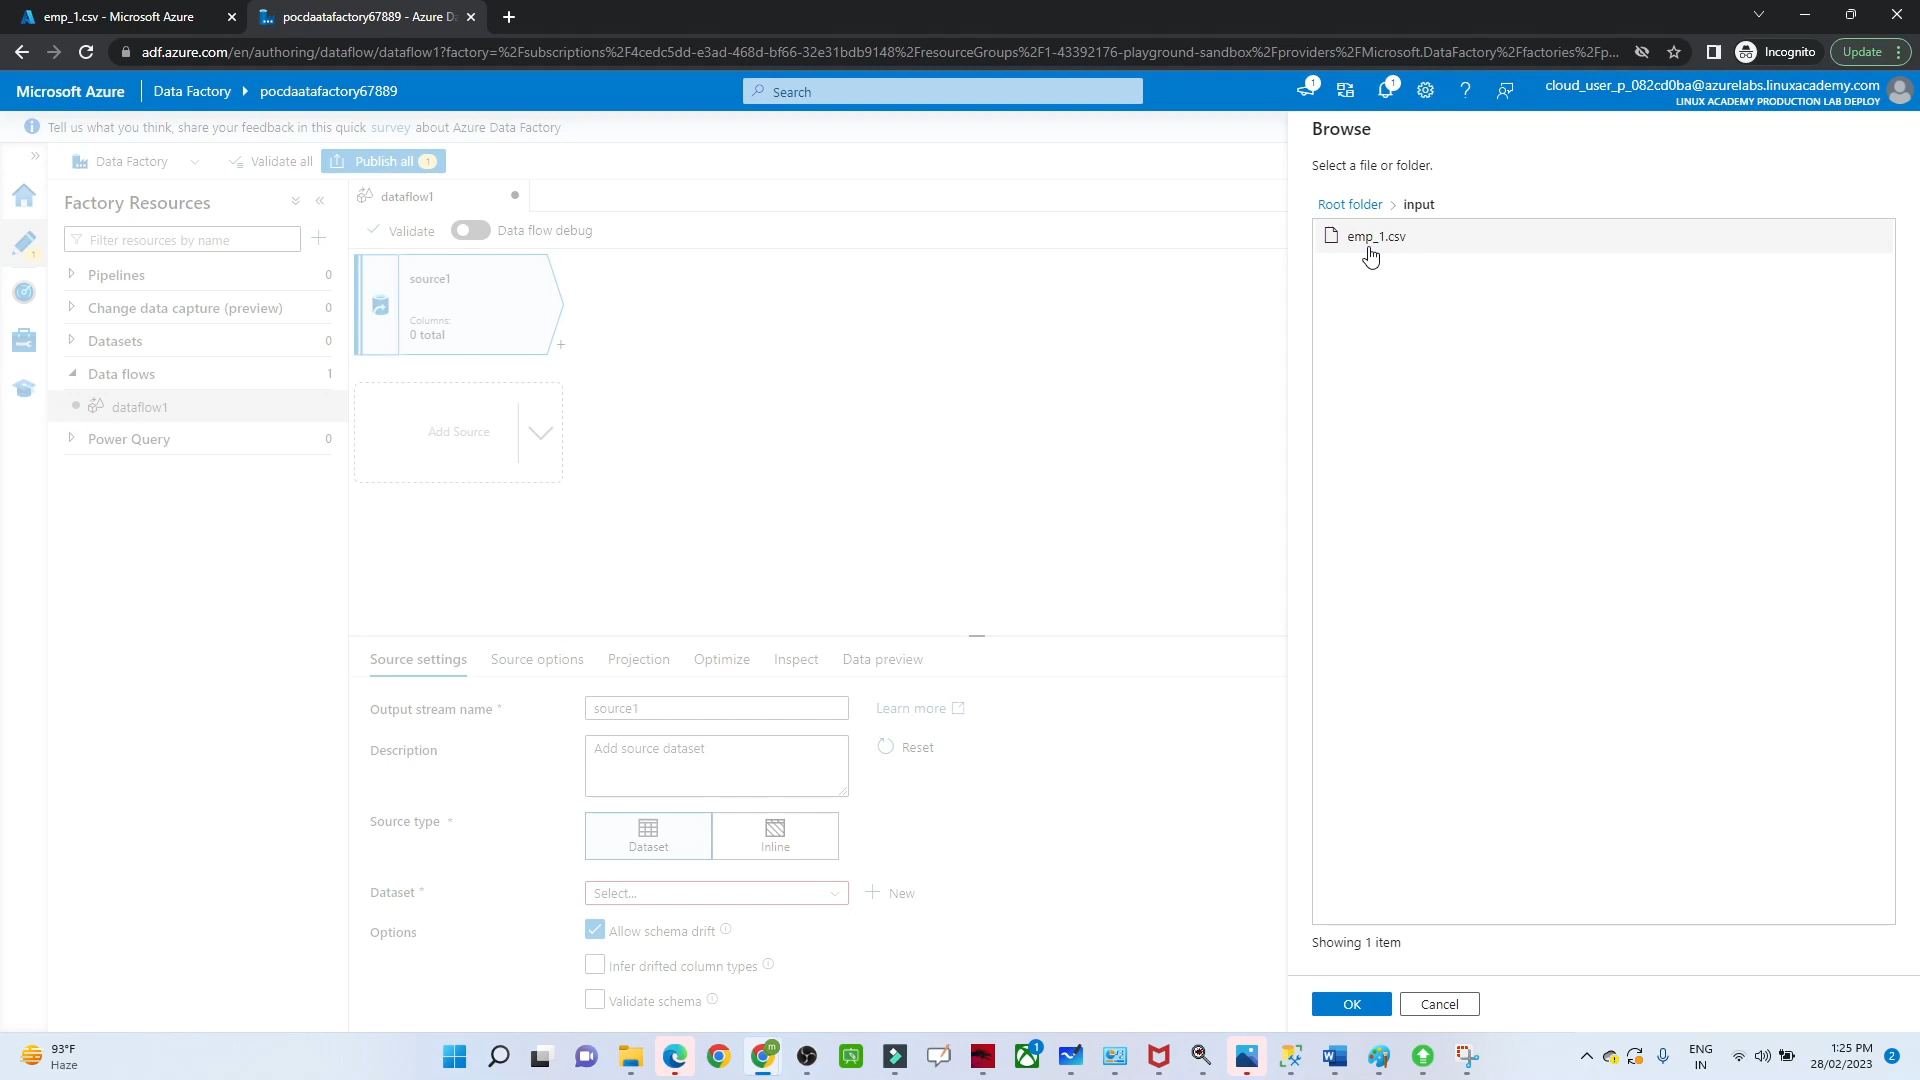 emp_1.csv - Microsoft Azure
pocdaatafactory67889 - Azure Da
adf.azure.com/en/authoring/dataflow/dataflow1?factory=%2Fsubscriptions%2F4cedc5dd-e3ad-468d-bf66-32e31bdb9148%2FresourceGroups%2F1-43392176-playground-sandbox%2Fproviders%2FMicrosoft.DataFactory%2Ffactories%2Fp...
Incognito
Update
Microsoft Azure
Data Factory
pocdaatafactory67889
Search
1
1
cloud_user_p_082cd0ba@azurelabs.linuxacademy.com
LINUX ACADEMY PRODUCTION LAB DEPLOY
Tell us what you think, share your feedback in this quick survey about Azure Data Factory
Data Factory
Validate all
Publish all 1
1
Factory Resources
Filter resources by name
Pipelines 0
Change data capture (preview) 0
Datasets 0
Data flows 1
dataflow1
Power Query 0
dataflow1
Validate
Data flow debug
source1
Columns:
0 total
Add Source
Source settings
Source options
Projection
Optimize
Inspect
Data preview
Output stream name *
source1
Learn more
Description
Add source dataset
Reset
Source type *
Dataset
Inline
Dataset *
Select...
New
Options
Allow schema drift
Infer drifted column types
Validate schema
Browse
Select a file or folder.
Root folder > input
emp_1.csv
Showing 1 item
OK
Cancel
93°F
Haze
m
1
ENG
IN
1:25 PM
28/02/2023
2